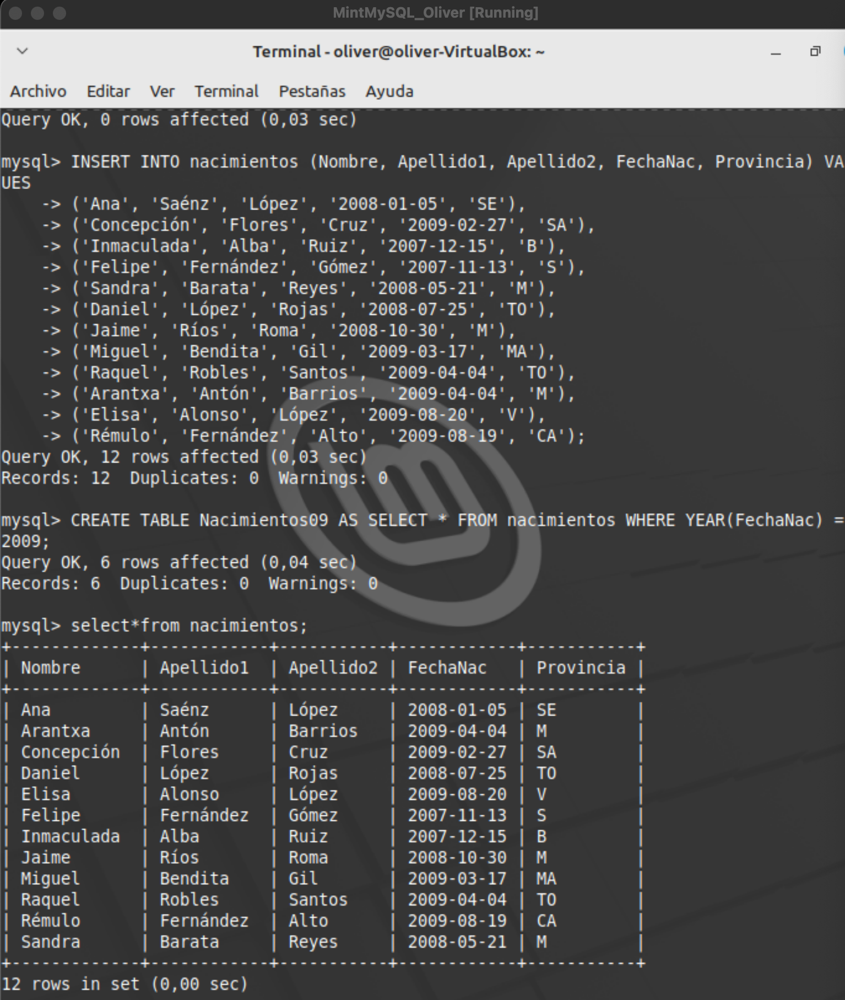 MintMySQL_Oliver [Running]
Terminal - oliver@oliver-VirtualBox: ~
Archivo Editar Ver Terminal Pestañas Ayuda
Query OK, 0 rows affected (0,03 sec)
mysql> INSERT INTO nacimientos (Nombre, Apellido1, Apellido2, FechaNac, Provincia) VA
UES
    -> ('Ana', 'Saénz', 'López', '2008-01-05', 'SE'),
    -> ('Concepción', 'Flores', 'Cruz', '2009-02-27', 'SA'),
    -> ('Inmaculada', 'Alba', 'Ruiz', '2007-12-15', 'B'),
    -> ('Felipe', 'Fernández', 'Gómez', '2007-11-13', 'S'),
    -> ('Sandra', 'Barata', 'Reyes', '2008-05-21', 'M'),
    -> ('Daniel', 'López', 'Rojas', '2008-07-25', 'TO'),
    -> ('Jaime', 'Ríos', 'Roma', '2008-10-30', 'M'),
    -> ('Miguel', 'Bendita', 'Gil', '2009-03-17', 'MA'),
    -> ('Raquel', 'Robles', 'Santos', '2009-04-04', 'TO'),
    -> ('Arantxa', 'Antón', 'Barrios', '2009-04-04', 'M'),
    -> ('Elisa', 'Alonso', 'López', '2009-08-20', 'V'),
    -> ('Rémulo', 'Fernández', 'Alto', '2009-08-19', 'CA');
Query OK, 12 rows affected (0,03 sec)
Records: 12  Duplicates: 0  Warnings: 0
mysql> CREATE TABLE Nacimientos09 AS SELECT * FROM nacimientos WHERE YEAR(FechaNac) =
2009;
Query OK, 6 rows affected (0,04 sec)
Records: 6  Duplicates: 0  Warnings: 0
mysql> select*from nacimientos;
+-------------+------------+-----------+------------+-----------+
| Nombre      | Apellido1  | Apellido2 | FechaNac   | Provincia |
+-------------+------------+-----------+------------+-----------+
| Ana         | Saénz      | López     | 2008-01-05 | SE        |
| Arantxa     | Antón      | Barrios   | 2009-04-04 | M         |
| Concepción  | Flores     | Cruz      | 2009-02-27 | SA        |
| Daniel      | López      | Rojas     | 2008-07-25 | TO        |
| Elisa       | Alonso     | López     | 2009-08-20 | V         |
| Felipe      | Fernández  | Gómez     | 2007-11-13 | S         |
| Inmaculada  | Alba       | Ruiz      | 2007-12-15 | B         |
| Jaime       | Ríos       | Roma      | 2008-10-30 | M         |
| Miguel      | Bendita    | Gil       | 2009-03-17 | MA        |
| Raquel      | Robles     | Santos    | 2009-04-04 | TO        |
| Rémulo      | Fernández  | Alto      | 2009-08-19 | CA        |
| Sandra      | Barata     | Reyes     | 2008-05-21 | M         |
+-------------+------------+-----------+------------+-----------+
12 rows in set (0,00 sec)